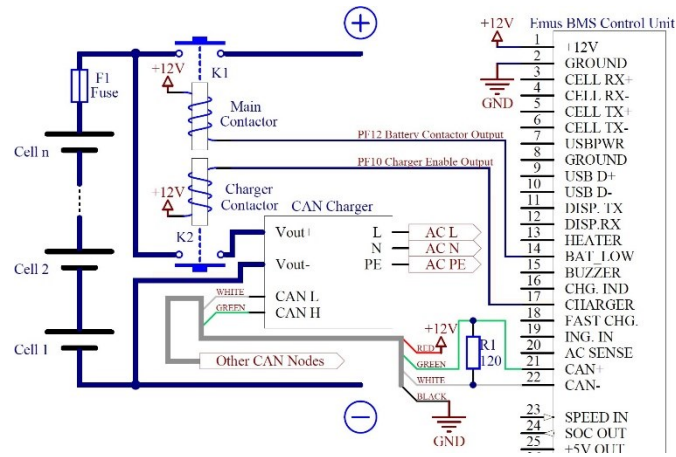 +12V
Emus BMS Control Unit
1
+12V
2
GROUND
GND
3
CELL RX+
4
CELL RX-
5
CELL TX+
6
CELL TX-
7
USBPWR
8
GROUND
9
USB D+
10
USB D-
11
DISP. TX
12
DISP.RX
13
HEATER
14
BAT_LOW
15
BUZZER
16
CHG. IND
17
CHARGER
18
FAST CHG.
19
ING. IN
20
AC SENSE
21
CAN+
22
CAN-
23
SPEED IN
24
SOC OUT
25
+5V OUT
F1
Fuse
+12V
K1
Main
Contactor
PF12 Battery Contactor Output
PF10 Charger Enable Output
Cell n
+12V
Charger
Contactor
K2
CAN Charger
Vout+
L
AC L
N
AC N
Vout-
PE
AC PE
Cell 2
WHITE
CAN L
GREEN
CAN H
Cell 1
Other CAN Nodes
+12V
R1
120
RED
GREEN
WHITE
BLACK
GND